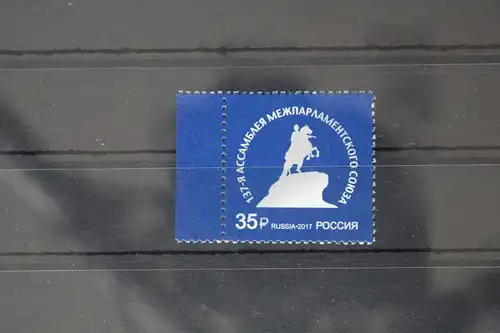 137-Я АССАМБЛЕЯ МЕЖПАРЛАМЕНТСКОГО СОЮЗА
35₽ RUSSIA•2017 РОССИЯ